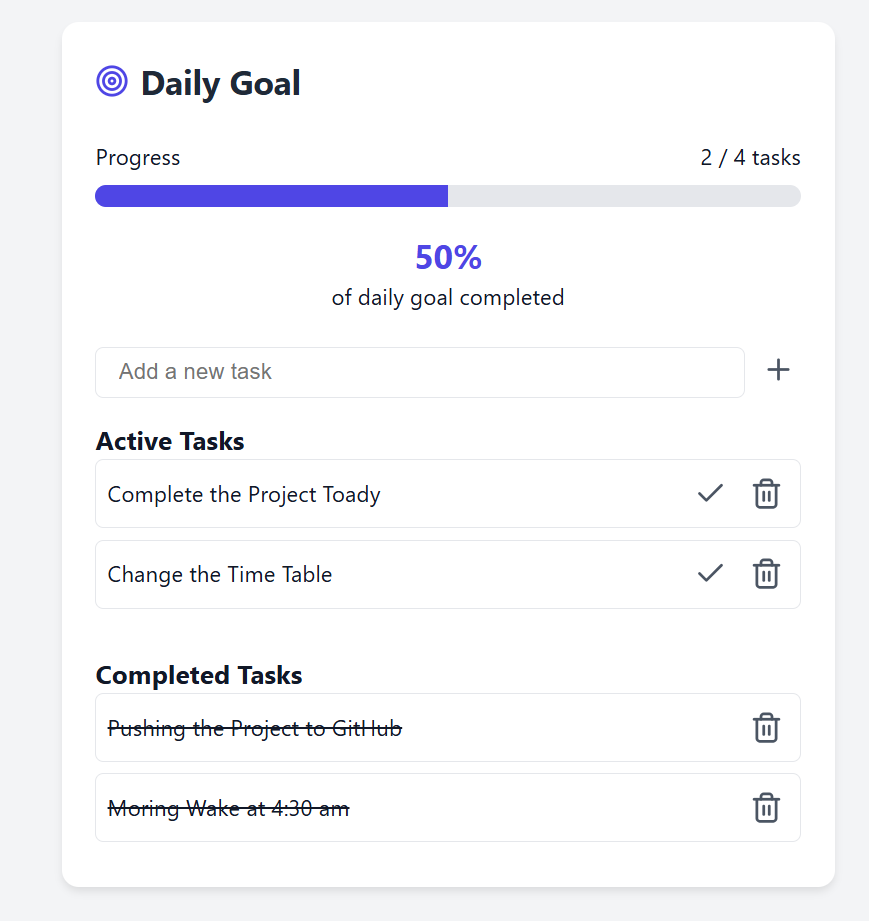 Daily Goal
Progress
2 / 4 tasks
50%
of daily goal completed
Add a new task
Active Tasks
Complete the Project Toady
Change the Time Table
Completed Tasks
Pushing the Project to GitHub
Moring Wake at 4:30 am